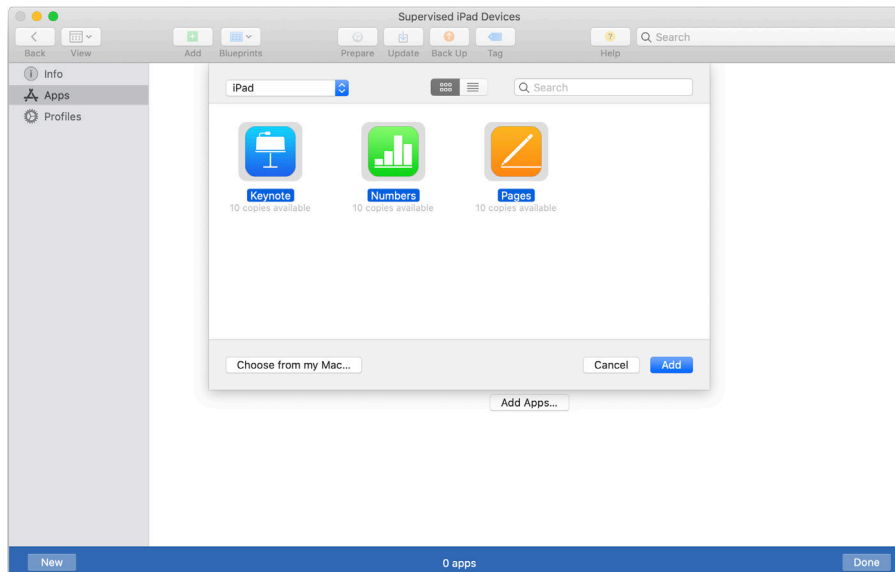 Supervised iPad Devices
Search
Back View Add Blueprints Prepare Update Back Up Tag Help
Info
Apps
Profiles
iPad
Search
Keynote Numbers Pages
10 copies available 10 copies available 10 copies available
Choose from my Mac... Cancel Add
Add Apps...
New 0 apps Done